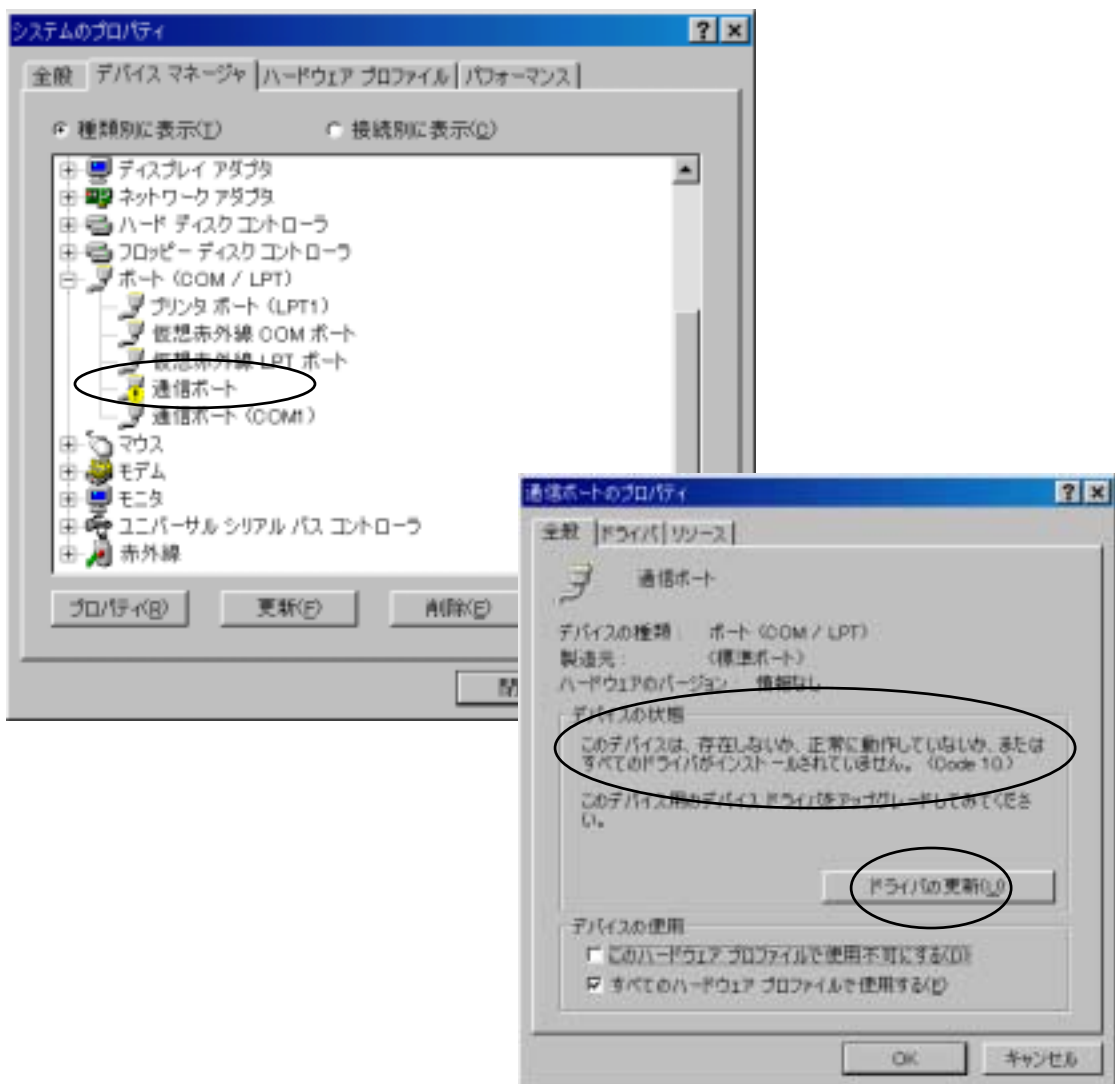 システムのプロパティ
全般 デバイス マネージャ ハードウェア プロファイル パフォーマンス
種類別に表示(T) 接続別に表示(C)
ディスプレイ アダプタ
ネットワーク アダプタ
ハード ディスク コントローラ
フロッピー ディスク コントローラ
ポート (COM / LPT)
プリンタ ポート (LPT1)
仮想赤外線 COM ポート
仮想赤外線 LPT ポート
通信ポート
通信ポート (COM1)
マウス
モデム
モニタ
ユニバーサル シリアル バス コントローラ
赤外線
プロパティ(R) 更新(F) 削除(E)
閉
通信ポートのプロパティ
全般 ドライバ リソース
通信ポート
デバイスの種類: ポート (COM / LPT)
製造元: (標準ポート)
ハードウェアのバージョン: 情報なし
デバイスの状態
このデバイスは、存在しないか、正常に動作していないか、または
すべてのドライバがインストールされていません。 (Code 10.)
このデバイス用のデバイス ドライバをアップグレードしてみてくださ
い。
ドライバの更新(U)
デバイスの使用
このハードウェア プロファイルで使用不可にする(D)
すべてのハードウェア プロファイルで使用する(E)
OK キャンセル